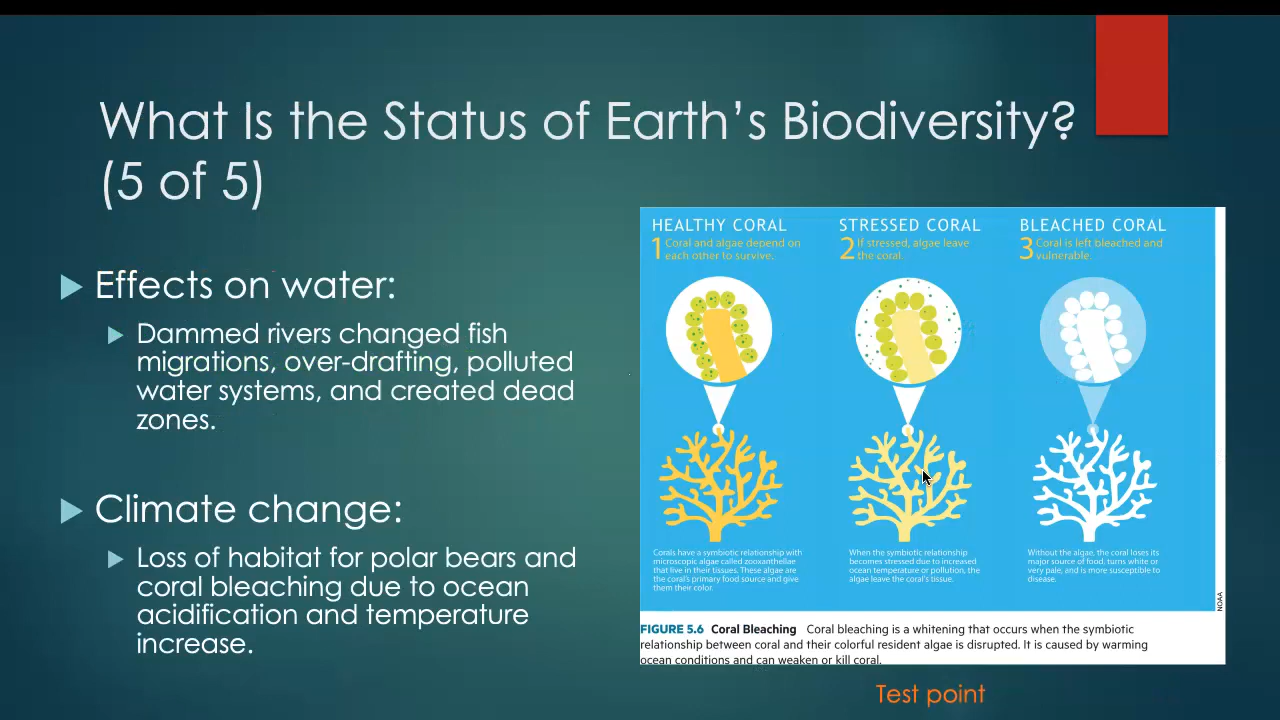 What Is the Status of Earth's Biodiversity?
(5 of 5)
Effects on water:
Dammed rivers changed fish
migrations, over-drafting, polluted
water systems, and created dead
zones.
Climate change:
Loss of habitat for polar bears and
coral bleaching due to ocean
acidification and temperature
increase.
HEALTHY CORAL
1 Coral and algae depend on
each other to survive.
Corals have a symbiotic relationship with
microscopic algae called zooxanthellae
that live in their tissues. These algae are
the coral's primary food source and give
them their color.
STRESSED CORAL
2 If stressed, algae leave
the coral.
When the symbiotic relationship
becomes stressed due to increased
ocean temperature or pollution, the
algae leave the coral's tissue.
BLEACHED CORAL
3 Coral is left bleached and
vulnerable.
Without the algae, the coral loses its
major source of food, turns white or
very pale, and is more susceptible to
disease.
NOAA
FIGURE 5.6 Coral Bleaching Coral bleaching is a whitening that occurs when the symbiotic
relationship between coral and their colorful resident algae is disrupted. It is caused by warming
ocean conditions and can weaken or kill coral.
Test point